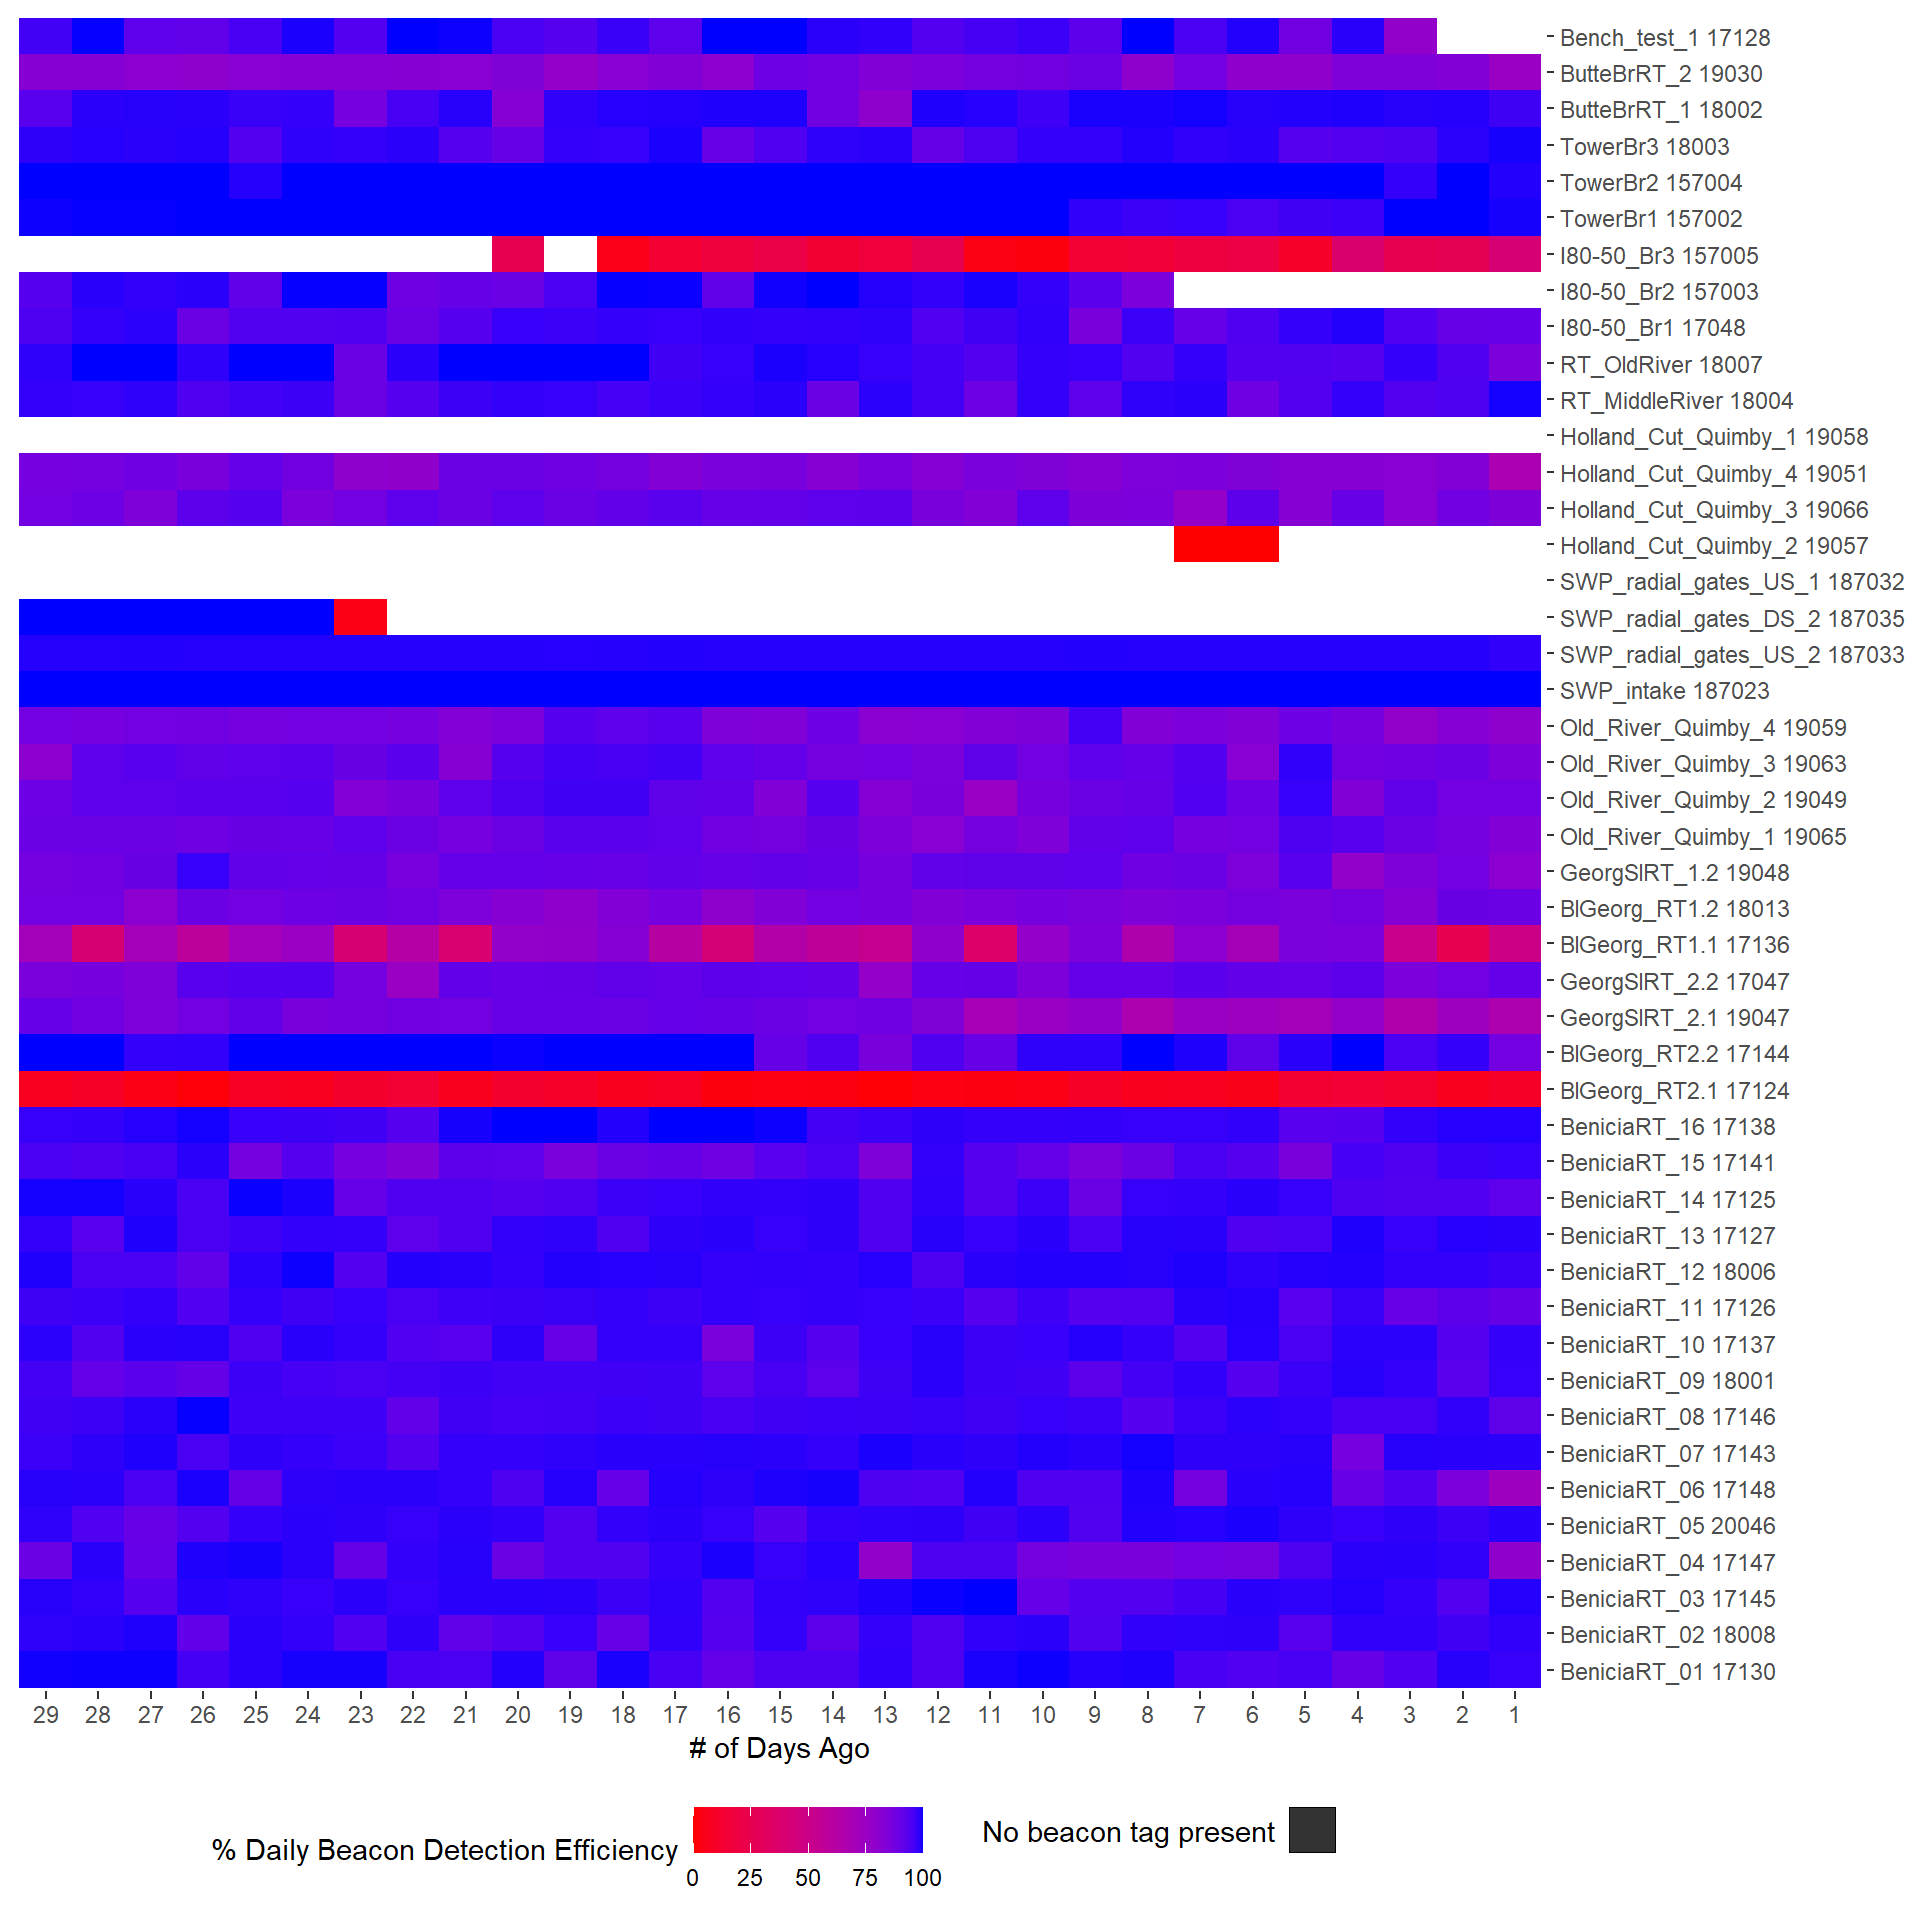 Bench_test_1 17128
ButteBrRT_2 19030
ButteBrRT_1 18002
TowerBr3 18003
TowerBr2 157004
TowerBr1 157002
I80-50_Br3 157005
I80-50_Br2 157003
I80-50_Br1 17048
RT_OldRiver 18007
RT_MiddleRiver 18004
Holland_Cut_Quimby_1 19058
Holland_Cut_Quimby_4 19051
Holland_Cut_Quimby_3 19066
Holland_Cut_Quimby_2 19057
SWP_radial_gates_US_1 187032
SWP_radial_gates_DS_2 187035
SWP_radial_gates_US_2 187033
SWP_intake 187023
Old_River_Quimby_4 19059
Old_River_Quimby_3 19063
Old_River_Quimby_2 19049
Old_River_Quimby_1 19065
GeorgSlRT_1.2 19048
BlGeorg_RT1.2 18013
BlGeorg_RT1.1 17136
GeorgSlRT_2.2 17047
GeorgSlRT_2.1 19047
BlGeorg_RT2.2 17144
BlGeorg_RT2.1 17124
BeniciaRT_16 17138
BeniciaRT_15 17141
BeniciaRT_14 17125
BeniciaRT_13 17127
BeniciaRT_12 18006
BeniciaRT_11 17126
BeniciaRT_10 17137
BeniciaRT_09 18001
BeniciaRT_08 17146
BeniciaRT_07 17143
BeniciaRT_06 17148
BeniciaRT_05 20046
BeniciaRT_04 17147
BeniciaRT_03 17145
BeniciaRT_02 18008
BeniciaRT_01 17130
29 28 27 26 25 24 23 22 21 20 19 18 17 16 15 14 13 12 11 10 9 8 7 6 5 4 3 2 1
# of Days Ago
% Daily Beacon Detection Efficiency
0 25 50 75 100
No beacon tag present